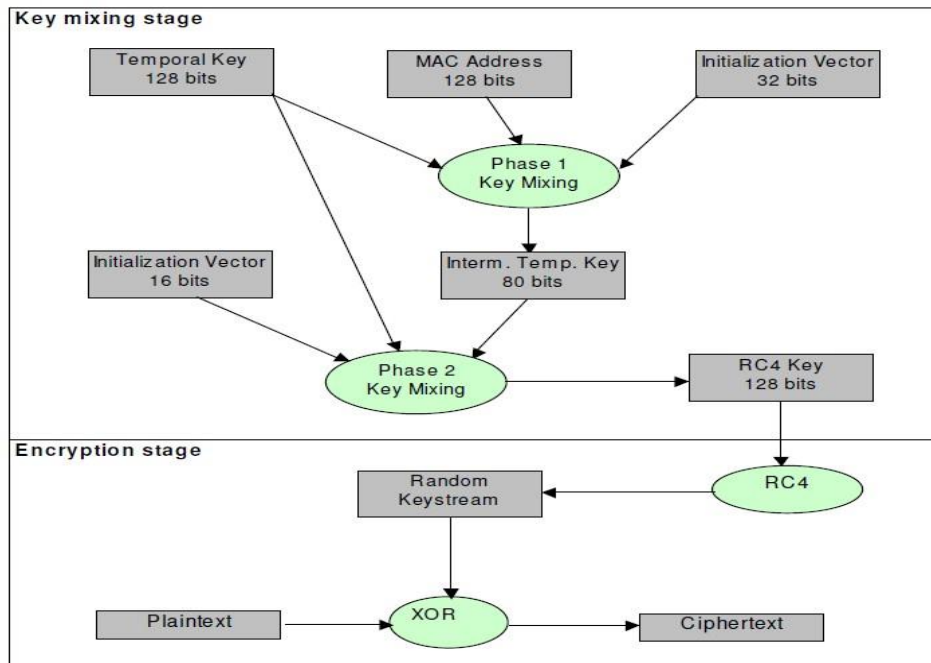 Key mixing stage
Temporal Key
128 bits
MAC Address
128 bits
Initialization Vector
32 bits
Phase 1
Key Mixing
Initialization Vector
16 bits
Interm. Temp. Key
80 bits
Phase 2
Key Mixing
RC4 Key
128 bits
Encryption stage
Random
Keystream
RC4
Plaintext
XOR
Ciphertext